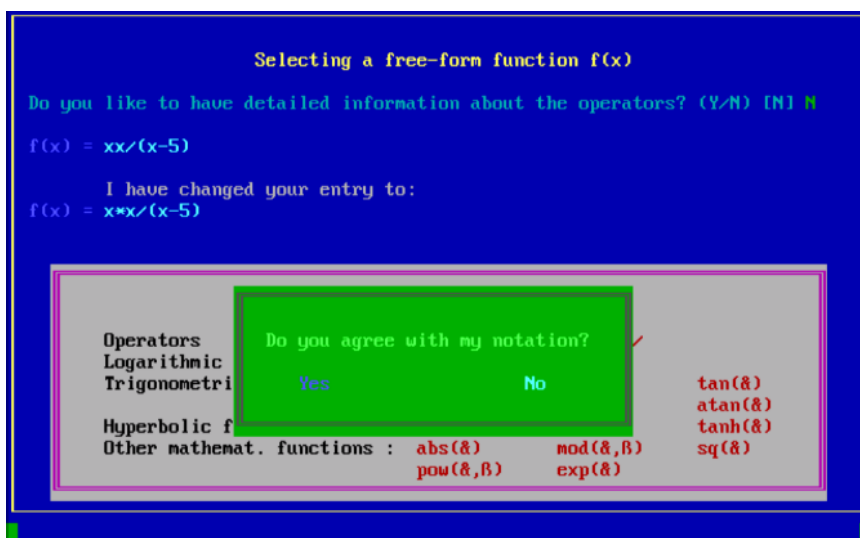 Selecting a free-form function f(x)
Do you like to have detailed information about the operators? (Y/N) [N] N
f(x) = xx/(x-5)
I have changed your entry to:
f(x) = x*x/(x-5)
Do you agree with my notation?
Yes No
Operators /
Logarithmic
Trigonometri tan(&)
atan(&)
Hyperbolic f tanh(&)
Other mathemat. functions : abs(&) mod(&,ß) sq(&)
pow(&,ß) exp(&)